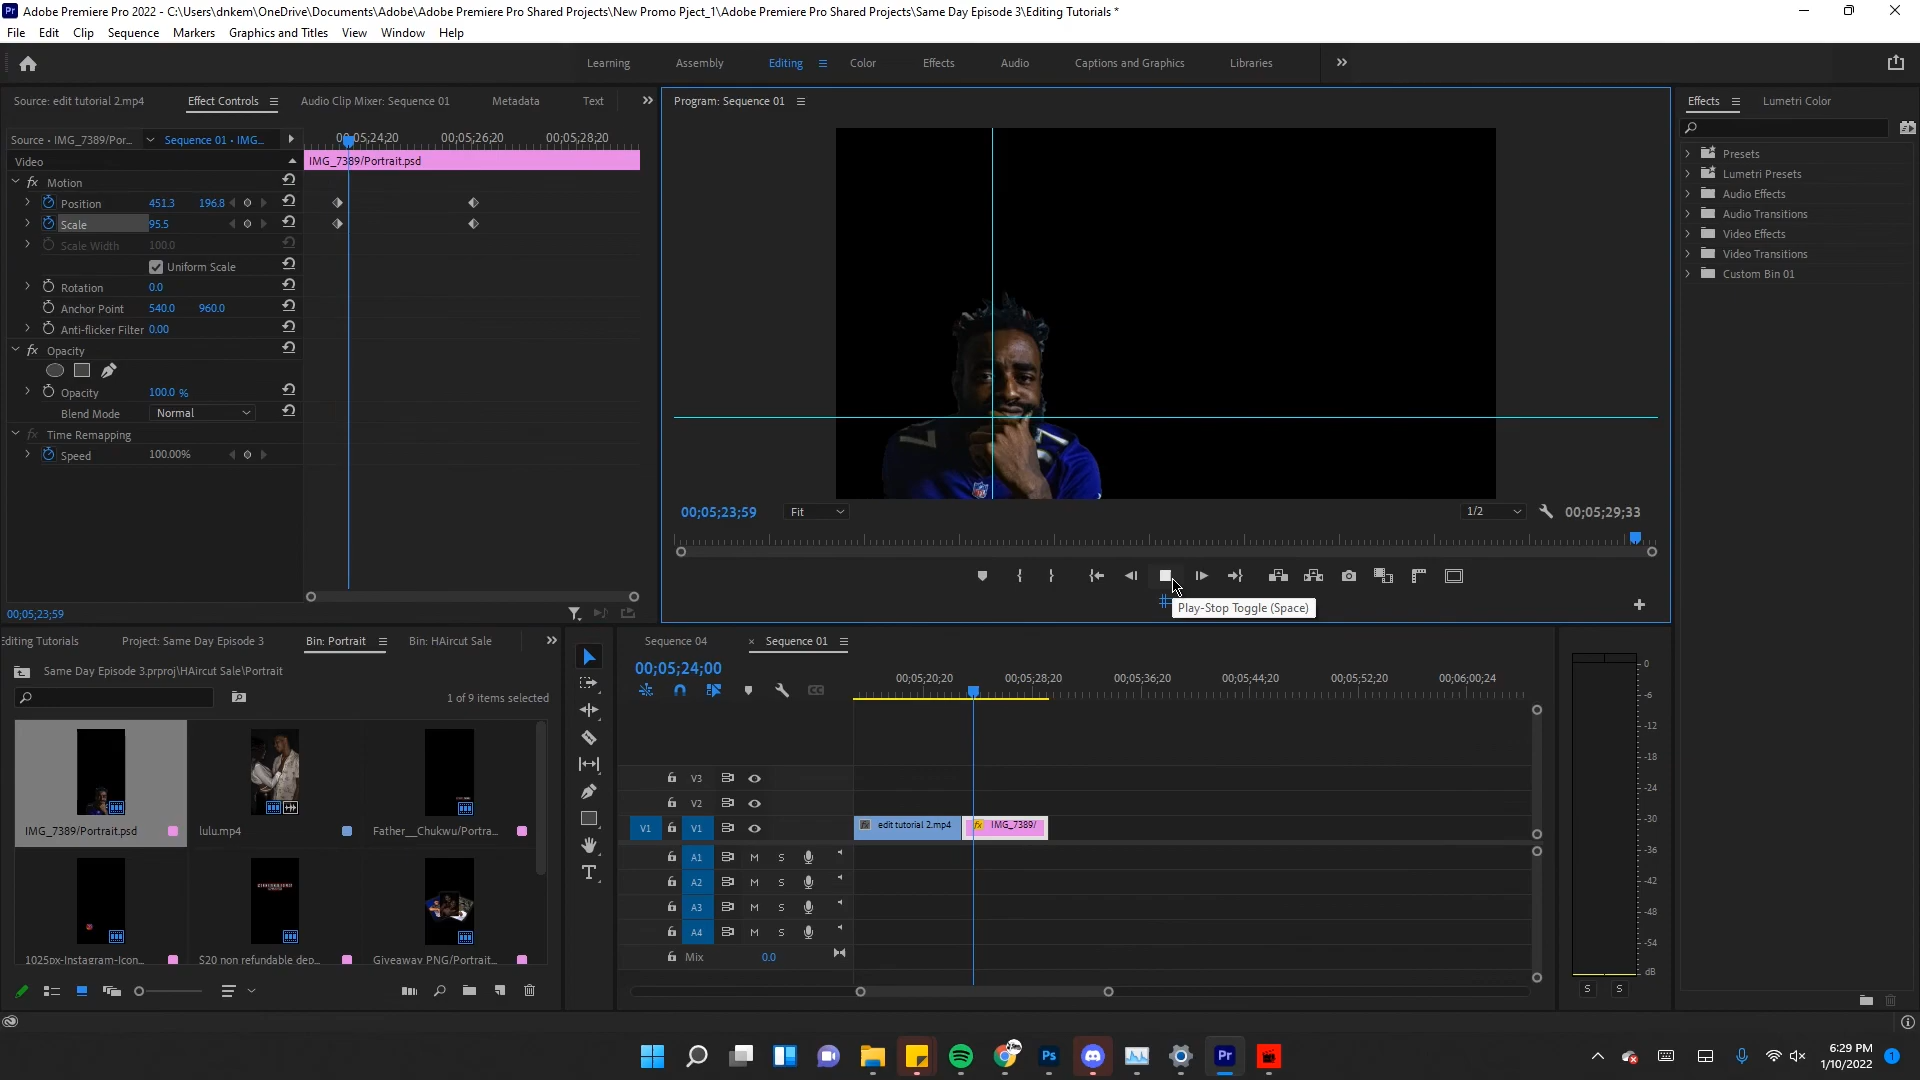 Adobe Premiere Pro 2022 - C:\Users\dnkem\OneDrive\Documents\Adobe\Adobe Premiere Pro Shared Projects\New Promo Pject_1\Adobe Premiere Pro Shared Projects\Same Day Episode 3\Editing Tutorials *
File Edit Clip Sequence Markers Graphics and Titles View Window Help
Learning Assembly Editing Color Effects Audio Captions and Graphics Libraries
Source: edit tutorial 2.mp4 Effect Controls Audio Clip Mixer: Sequence 01 Metadata Text
Source • IMG_7389/Por... Sequence 01 • IMG...
00;05;24;20 00;05;26;20 00;05;28;20
Video
IMG_7389/Portrait.psd
fx Motion
Position 451.3 196.8
Scale 95.5
Scale Width 100.0
Uniform Scale
Rotation 0.0
Anchor Point 540.0 960.0
Anti-flicker Filter 0.00
fx Opacity
Opacity 100.0 %
Blend Mode Normal
fx Time Remapping
Speed 100.00%
00;05;23;59
Program: Sequence 01
00;05;23;59 Fit 1/2 00;05;29;33
Play-Stop Toggle (Space)
Effects Lumetri Color
Presets
Lumetri Presets
Audio Effects
Audio Transitions
Video Effects
Video Transitions
Custom Bin 01
diting Tutorials Project: Same Day Episode 3 Bin: Portrait Bin: HAircut Sale
Same Day Episode 3.prproj\HAircut Sale\Portrait
1 of 9 items selected
IMG_7389/Portrait.psd lulu.mp4 Father__Chukwu/Portra...
1025px-Instagram-Icon... $20 non refundable dep... Giveaway PNG/Portrait...
Sequence 04 × Sequence 01
00;05;24;00
00;05;20;20 00;05;28;20 00;05;36;20 00;05;44;20 00;05;52;20 00;06;00;24
V3
V2
V1 V1 fx edit tutorial 2.mp4 fx IMG_7389/
A1 M S
A2 M S
A3 M S
A4 M S
Mix 0.0
0
-6
-12
-18
-24
-30
-36
-42
-48
-54
dB
S S
Pr
Ps
6:29 PM
1/10/2022
1